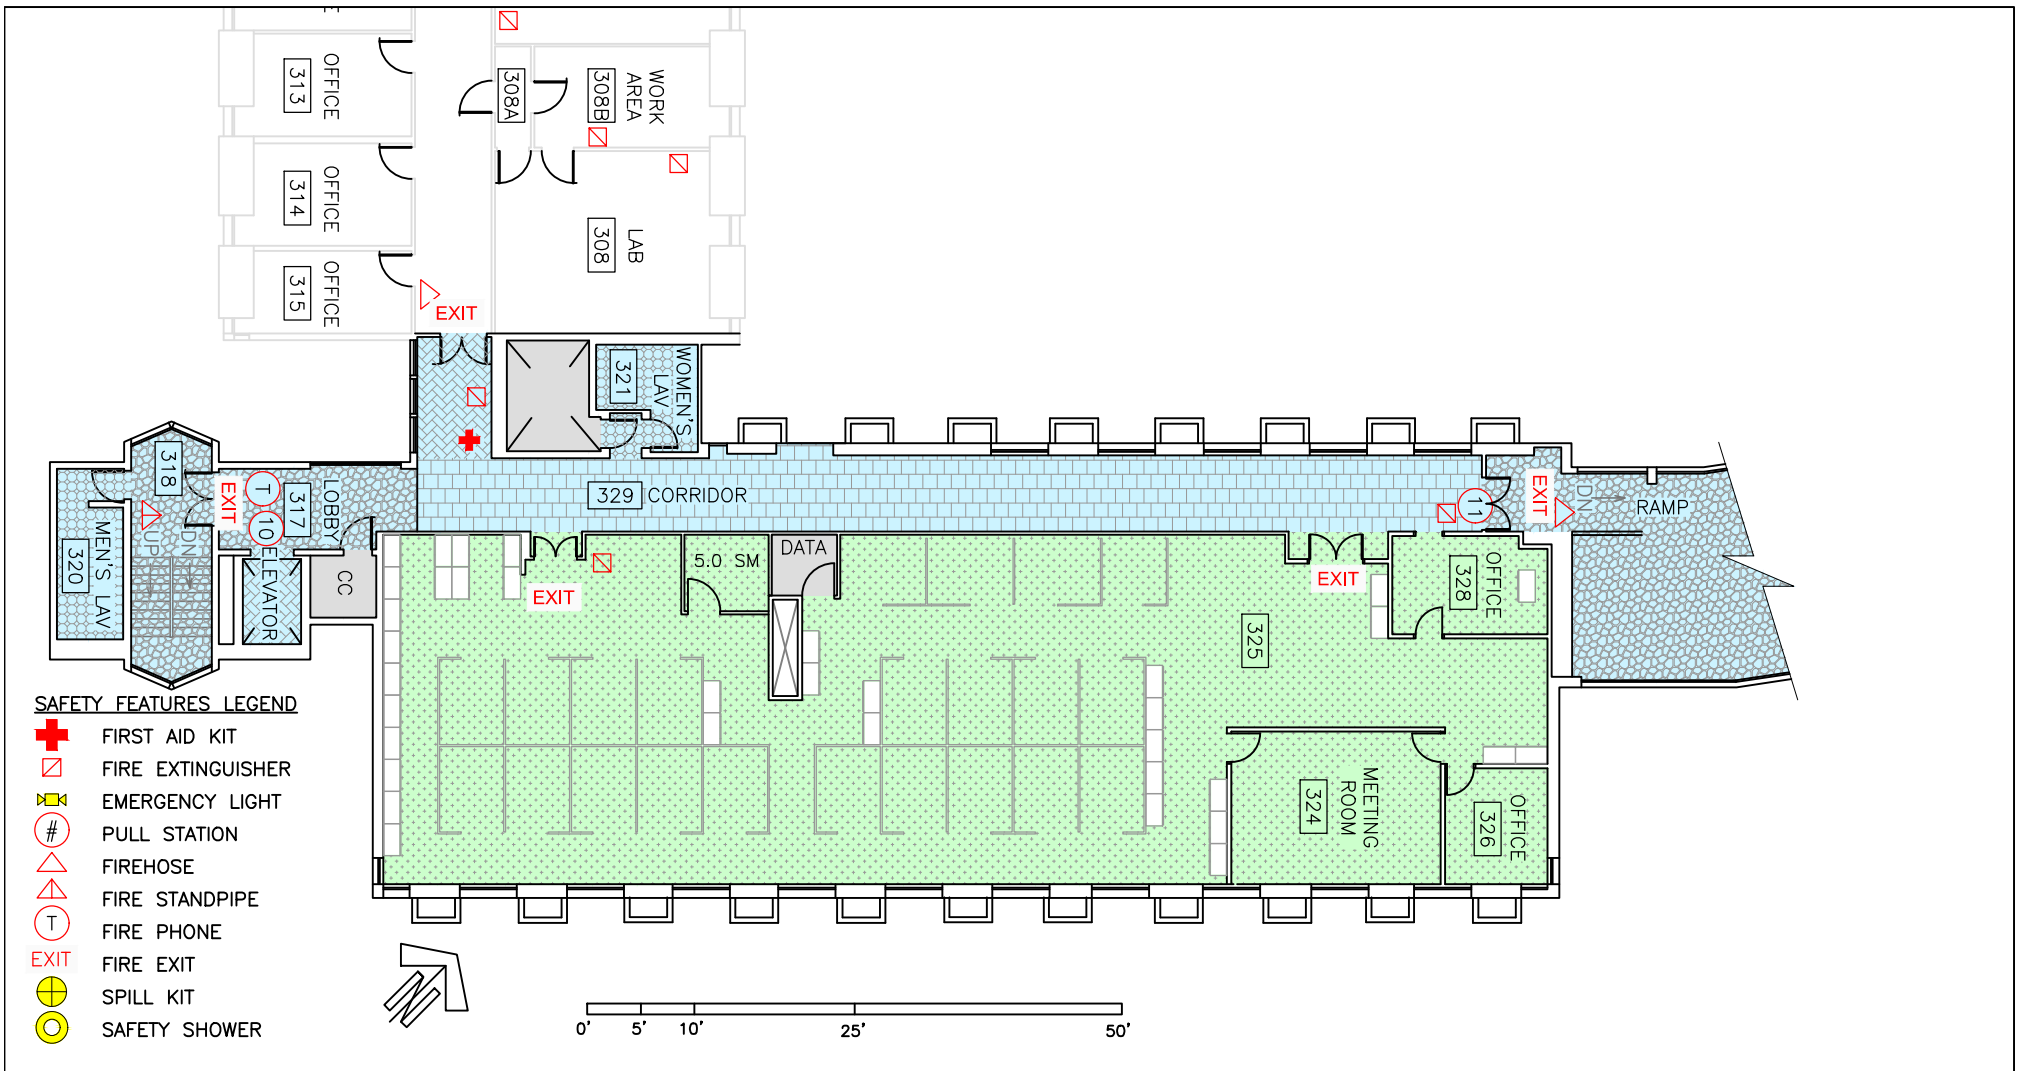 OFFICE
313
OFFICE
314
OFFICE
315
308A
308B
WORK
AREA
308
LAB
EXIT
321
WOMEN'S
LAV
318
EXIT
T
10
317
LOBBY
329
CORRIDOR
11
EXIT
DN
RAMP
MEN'S LAV
320
UP
DN
ELEVATOR
CC
EXIT
5.0 SM
DATA
EXIT
328
OFFICE
325
324
MEETING
ROOM
326
OFFICE
SAFETY FEATURES LEGEND
FIRST AID KIT
FIRE EXTINGUISHER
EMERGENCY LIGHT
# PULL STATION
FIREHOSE
FIRE STANDPIPE
T FIRE PHONE
EXIT FIRE EXIT
SPILL KIT
SAFETY SHOWER
0' 5' 10' 25' 50'